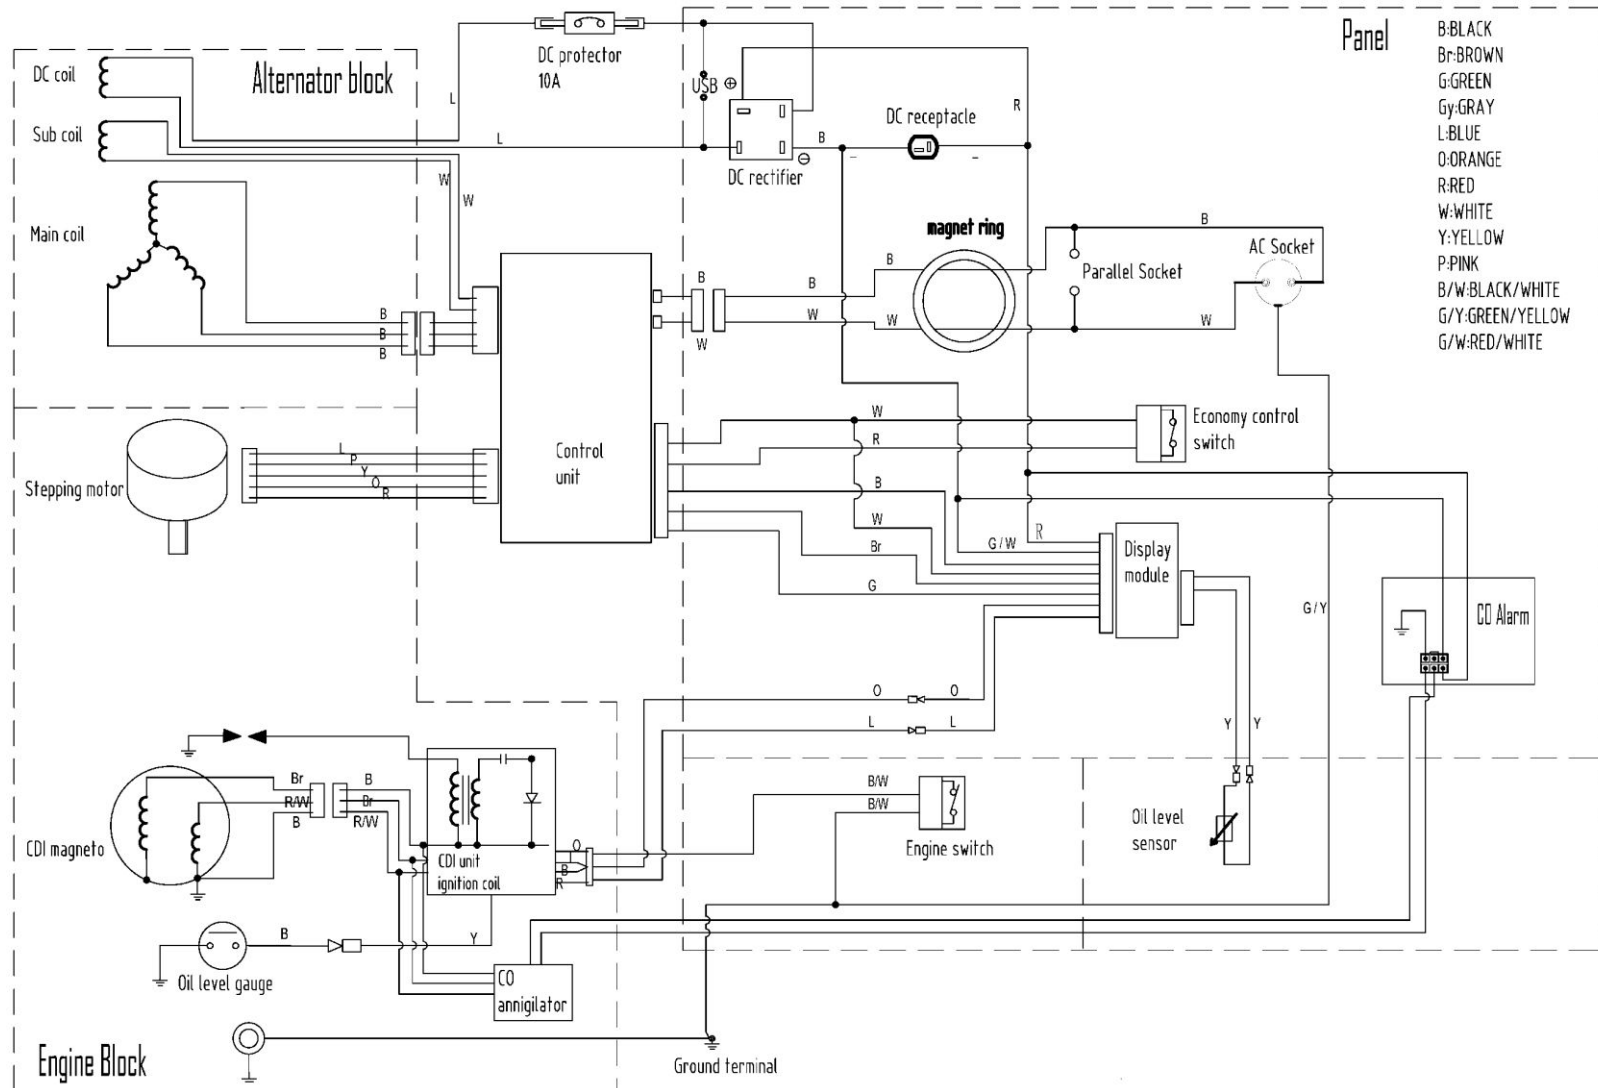 Panel
B:BLACK
Br:BROWN
G:GREEN
Gy:GRAY
L:BLUE
O:ORANGE
R:RED
W:WHITE
Y:YELLOW
P:PINK
B/W:BLACK/WHITE
G/Y:GREEN/YELLOW
G/W:RED/WHITE
Alternator block
DC coil
Sub coil
Main coil
DC protector
10A
L
L
USB
DC rectifier
B
DC receptacle
R
W
W
B
B
B
magnet ring
B
W
B
W
B
W
B
W
Parallel Socket
AC Socket
Stepping motor
L
P
Y
O
R
Control
unit
W
R
B
W
Br
G
Economy control
switch
G/W
R
Display
module
G/Y
CO Alarm
O
O
L
L
Y
Y
Br
R/W
B
B
Br
R/W
CDI magneto
CDI unit
ignition coil
O
B
R
B/W
B/W
Engine switch
Oil level
sensor
B
Y
Oil level gauge
CO
annigilator
Engine Block
Ground terminal